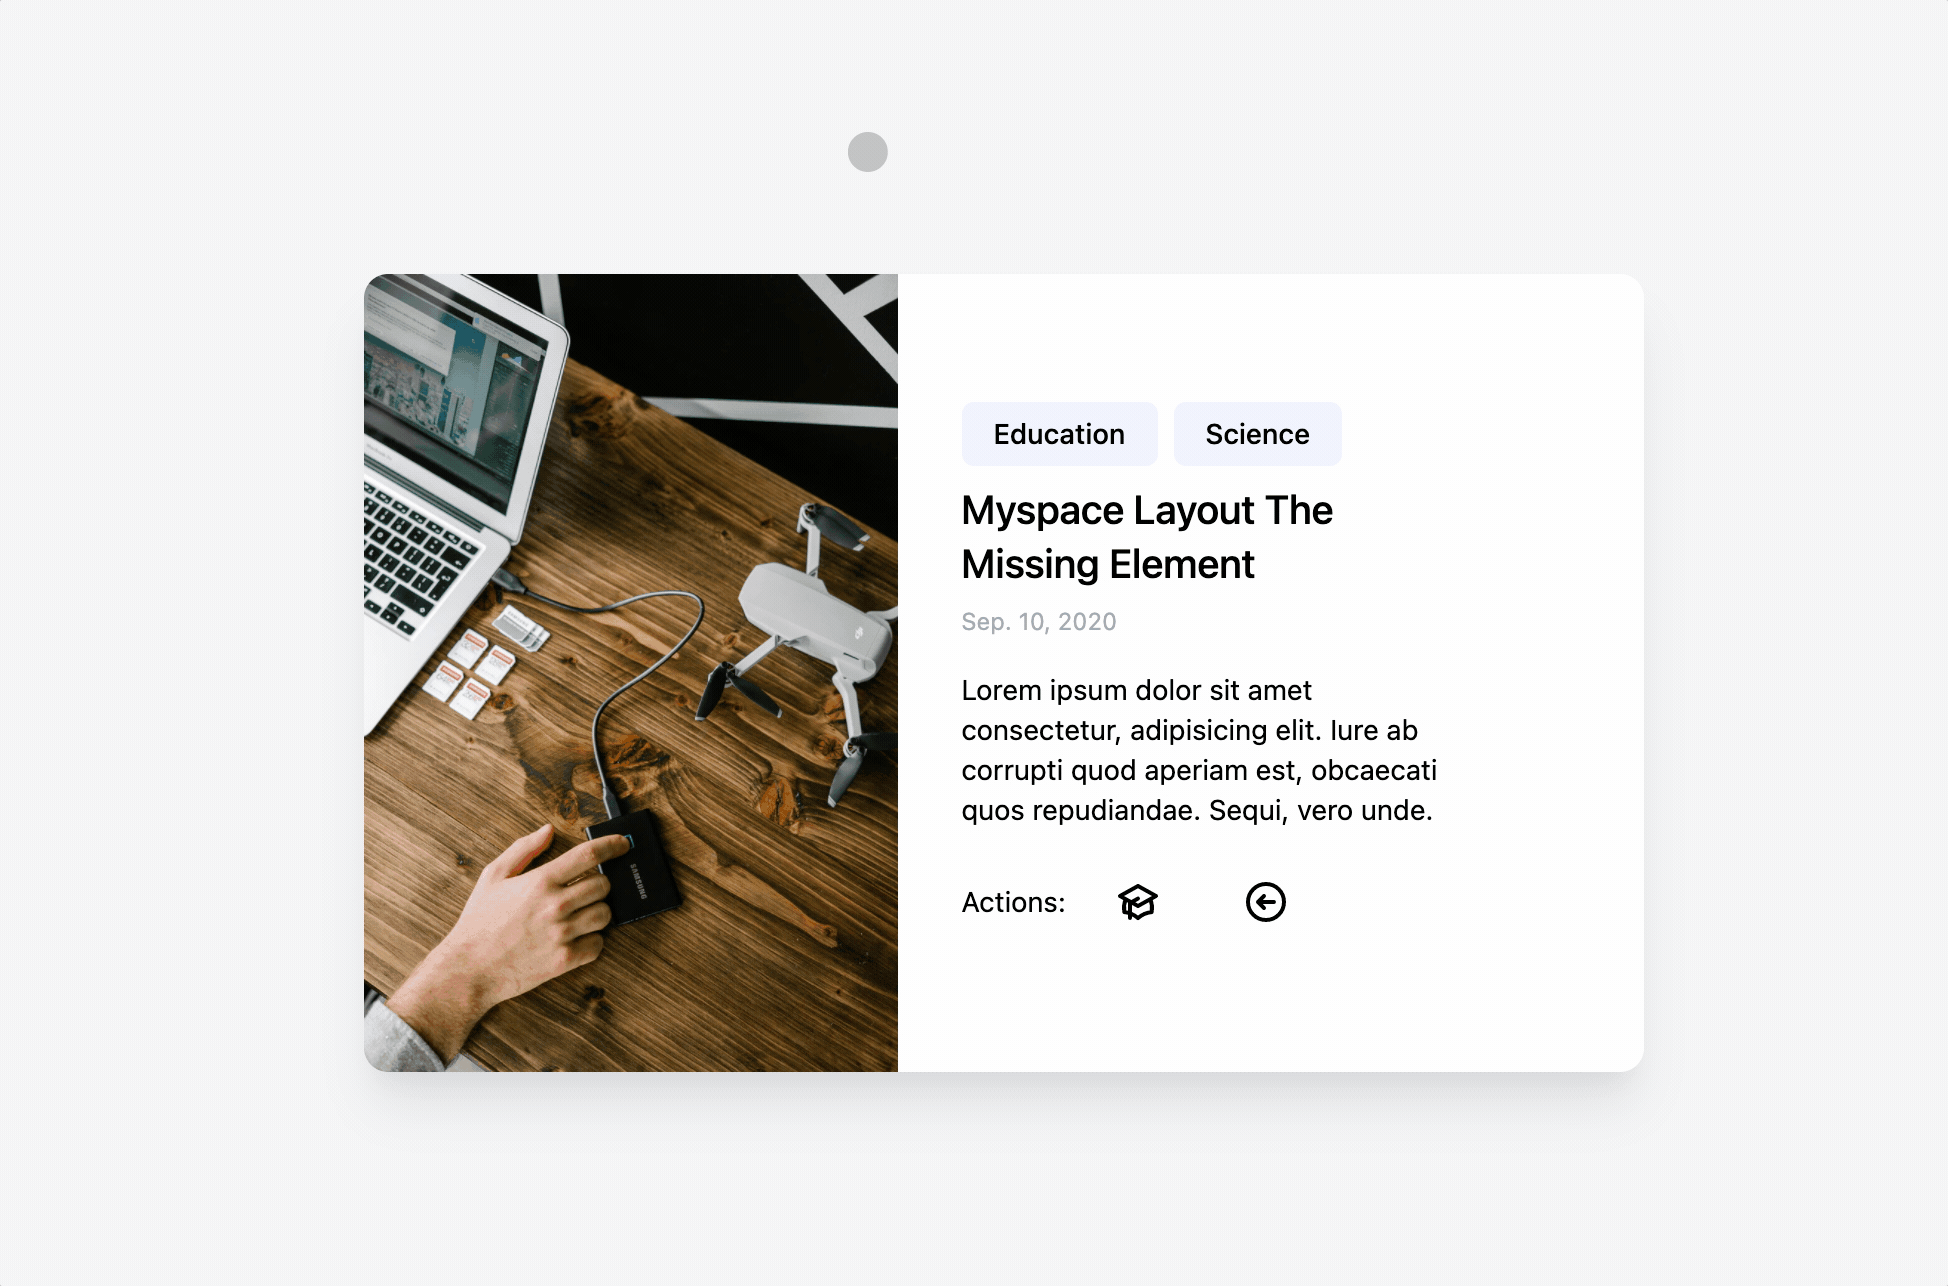 Education
Science
Myspace Layout The
Missing Element
Sep. 10, 2020
Lorem ipsum dolor sit amet
consectetur, adipisicing elit. Iure ab
corrupti quod aperiam est, obcaecati
quos repudiandae. Sequi, vero unde.
Actions:
SAMSUNG